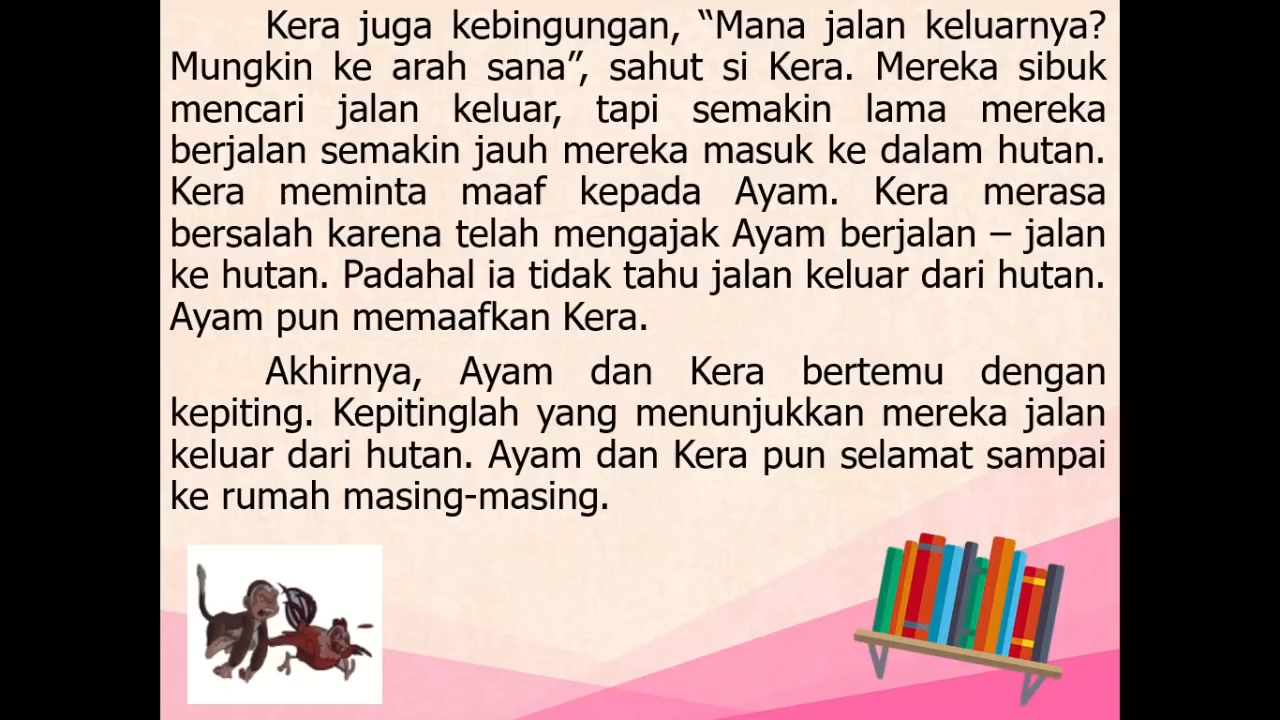 Kera juga kebingungan, “Mana jalan keluarnya?
Mungkin ke arah sana”, sahut si Kera. Mereka sibuk
mencari jalan keluar, tapi semakin lama mereka
berjalan semakin jauh mereka masuk ke dalam hutan.
Kera meminta maaf kepada Ayam. Kera merasa
bersalah karena telah mengajak Ayam berjalan – jalan
ke hutan. Padahal ia tidak tahu jalan keluar dari hutan.
Ayam pun memaafkan Kera.
Akhirnya, Ayam dan Kera bertemu dengan
kepiting. Kepitinglah yang menunjukkan mereka jalan
keluar dari hutan. Ayam dan Kera pun selamat sampai
ke rumah masing-masing.